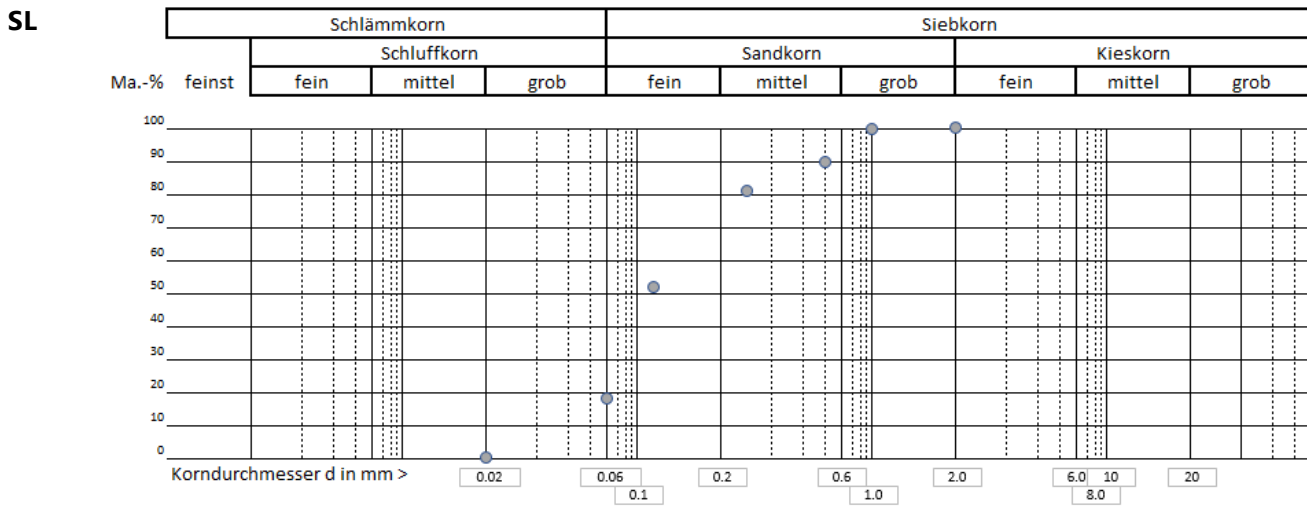 SL
Schlämmkorn Siebkorn
Schluffkorn Sandkorn Kieskorn
Ma.-% feinst fein mittel grob fein mittel grob fein mittel grob
100
90
80
70
60
50
40
30
20
10
0
Korndurchmesser d in mm > 0.02 0.06 0.2 0.6 2.0 6.0 10 20
0.1 1.0 8.0